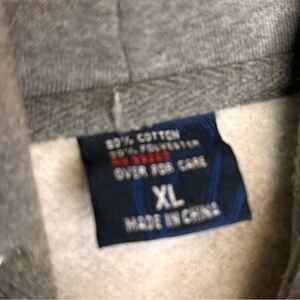 80% COTTON
20% POLYESTER
OVER FOR CARE
XL
MADE IN CHINA